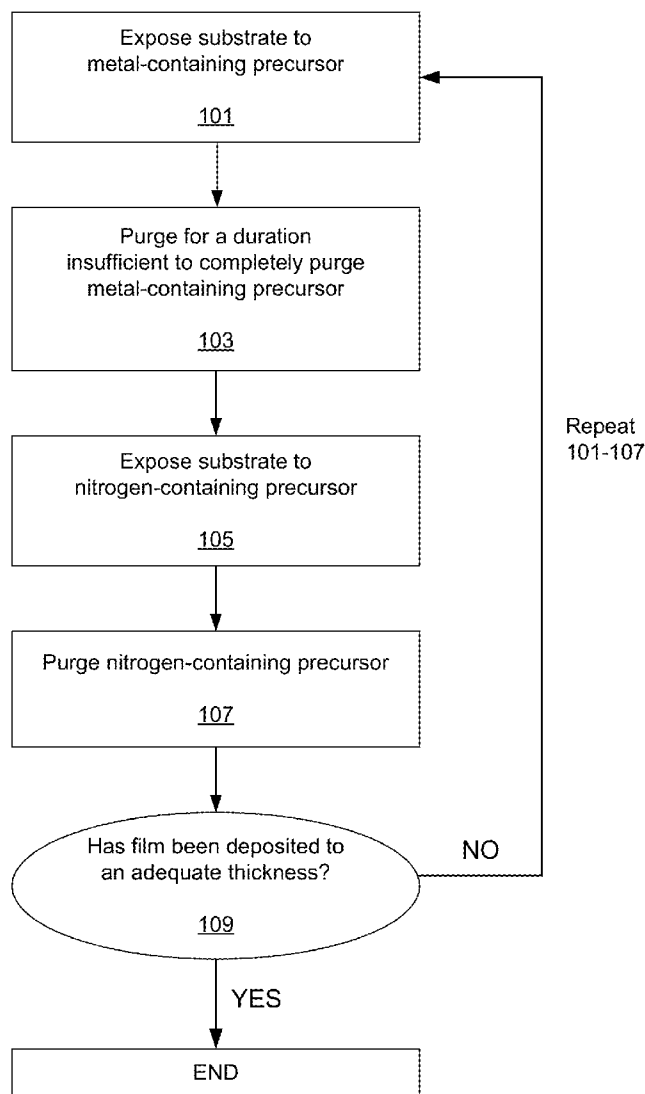 Expose substrate to
metal-containing precursor
101
Purge for a duration
insufficient to completely purge
metal-containing precursor
103
Expose substrate to
nitrogen-containing precursor
105
Purge nitrogen-containing precursor
107
Has film been deposited to
an adequate thickness?
109
NO
Repeat
101-107
YES
END